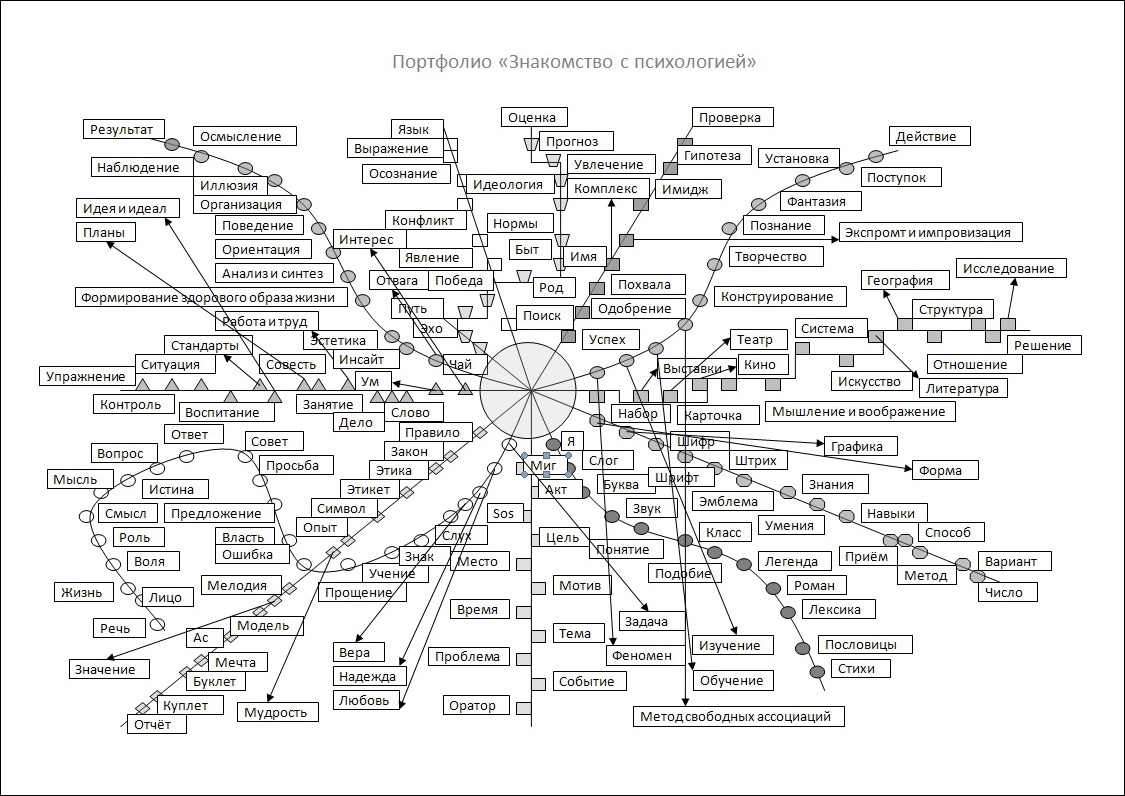 Портфолио «Знакомство с психологией»
Результат
Осмысление
Язык
Оценка
Проверка
Действие
Выражение
Прогноз
Наблюдение
Осознание
Увлечение
Гипотеза
Установка
Иллюзия
Идеология
Комплекс
Имидж
Поступок
Идея и идеал
Организация
Фантазия
Планы
Поведение
Конфликт
Нормы
Познание
Экспромт и импровизация
Ориентация
Интерес
Явление
Быт
Имя
Творчество
Анализ и синтез
Отвага
Победа
Род
Похвала
География
Исследование
Формирование здорового образа жизни
Путь
Поиск
Одобрение
Конструирование
Структура
Работа и труд
Эхо
Стандарты
Эстетика
Успех
Театр
Система
Решение
Ситуация
Совесть
Инсайт
Чай
Выставки
Кино
Отношение
Упражнение
Ум
Искусство
Литература
Контроль
Воспитание
Занятие
Слово
Набор
Карточка
Мышление и воображение
Дело
Ответ
Совет
Правило
Я
Шифр
Графика
Вопрос
Закон
Просьба
Этика
Миг
Слог
Штрих
Форма
Мысль
Истина
Этикет
Акт
Буква
Шрифт
Знания
Смысл
Предложение
Символ
Sos
Звук
Эмблема
Навыки
Роль
Власть
Опыт
Слух
Цель
Класс
Умения
Способ
Воля
Ошибка
Знак
Место
Понятие
Легенда
Приём
Вариант
Жизнь
Лицо
Мелодия
Учение
Прощение
Мотив
Подобие
Роман
Метод
Число
Речь
Ас
Модель
Время
Задача
Лексика
Значение
Мечта
Вера
Проблема
Тема
Феномен
Изучение
Пословицы
Буклет
Надежда
Событие
Обучение
Стихи
Куплет
Мудрость
Любовь
Оратор
Метод свободных ассоциаций
Отчёт